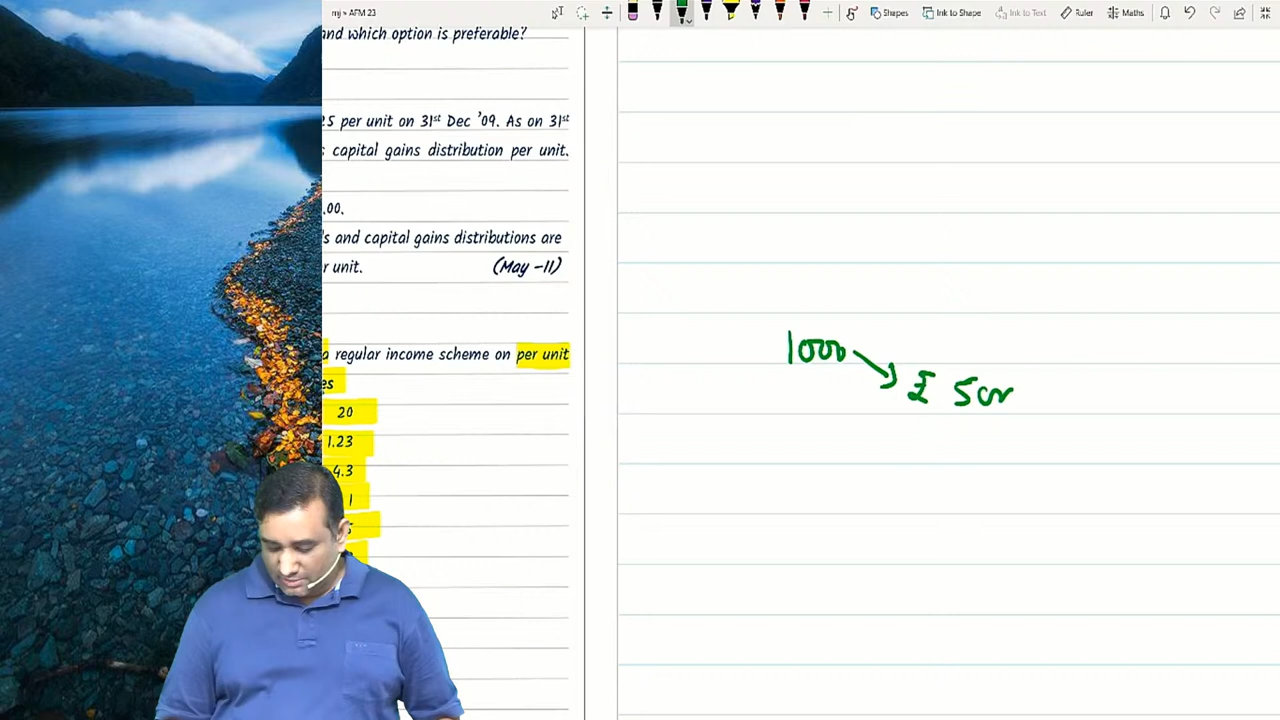 mj » AFM 23
Shapes
Ink to Shape
Ink to Text
Ruler
Maths
and which option is preferable?
25 per unit on 31st Dec '09. As on 31st
capital gains distribution per unit.
.00.
's and capital gains distributions are
r unit. (May -11)
a regular income scheme on per unit
es
20
1.23
4.3
1
1000
₤ 500